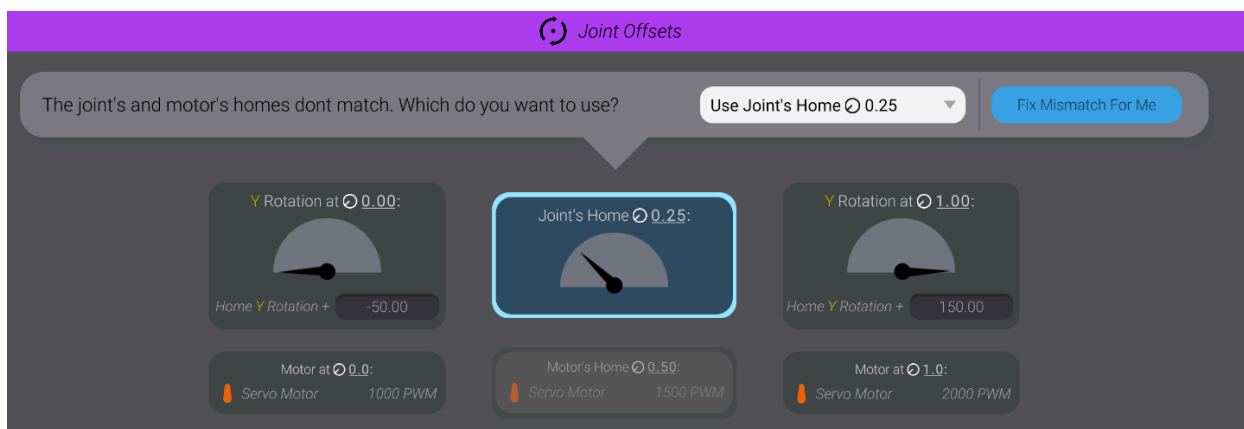 Joint Offsets
The joint's and motor's homes dont match. Which do you want to use?
Use Joint's Home 0.25
Fix Mismatch For Me
Y Rotation at 0.00:
Joint's Home 0.25:
Y Rotation at 1.00:
Home Y Rotation + -50.00
Home Y Rotation + 150.00
Motor at 0.0:
Servo Motor 1000 PWM
Motor's Home 0.50:
Servo Motor 1500 PWM
Motor at 1.0:
Servo Motor 2000 PWM